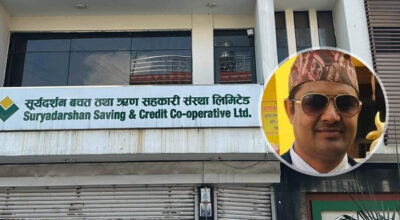 सूर्यदर्शन बचत तथा ऋण सहकारी संस्था लिमिटेड
Suryadarshan Saving & Credit Co-operative Ltd.